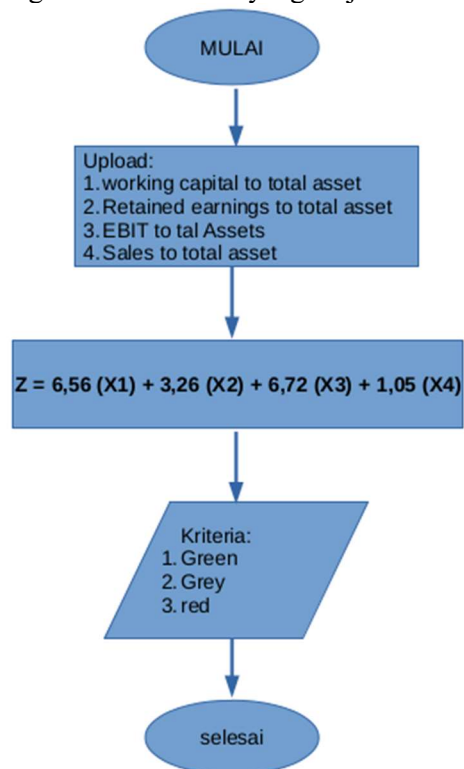 MULAI
Upload:
1.working capital to total asset
2.Retained earnings to total asset
3.EBIT to tal Assets
4.Sales to total asset
Z = 6,56 (X1) + 3,26 (X2) + 6,72 (X3) + 1,05 (X4)
Kriteria:
1. Green
2. Grey
3. red
selesai